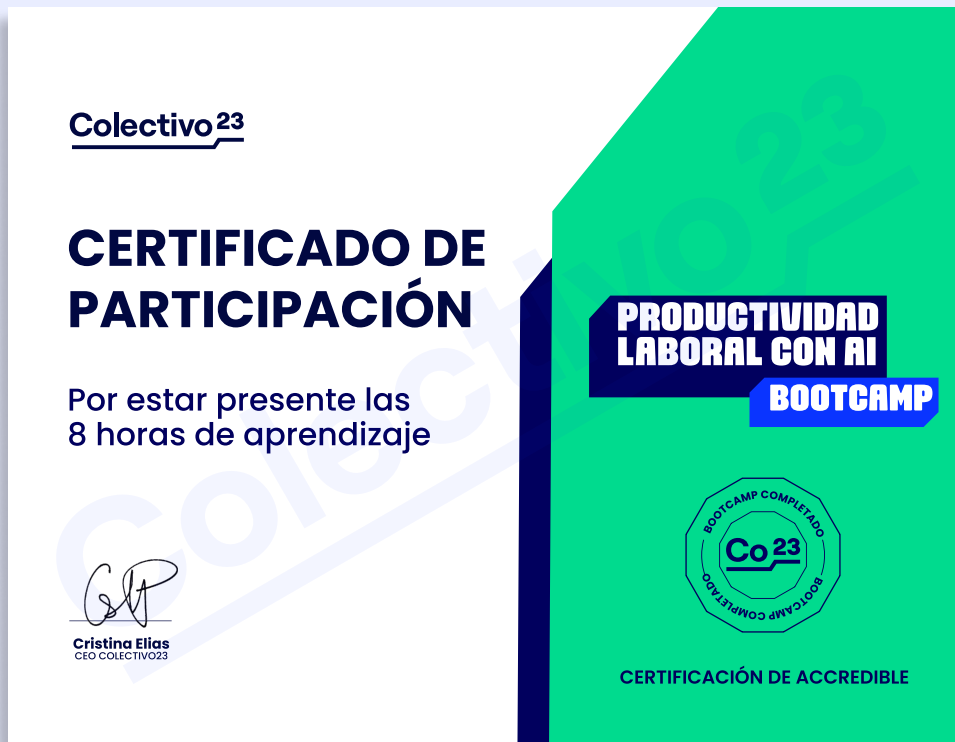 Colectivo23
CERTIFICADO DE
PARTICIPACIÓN
Por estar presente las
8 horas de aprendizaje
Cristina Elias
CEO COLECTIVO23
PRODUCTIVIDAD
LABORAL CON AI
BOOTCAMP
BOOTCAMP COMPLETADO
Co23
BOOTCAMP COMPLETADO
CERTIFICACIÓN DE ACCREDIBLE
Colectivo23